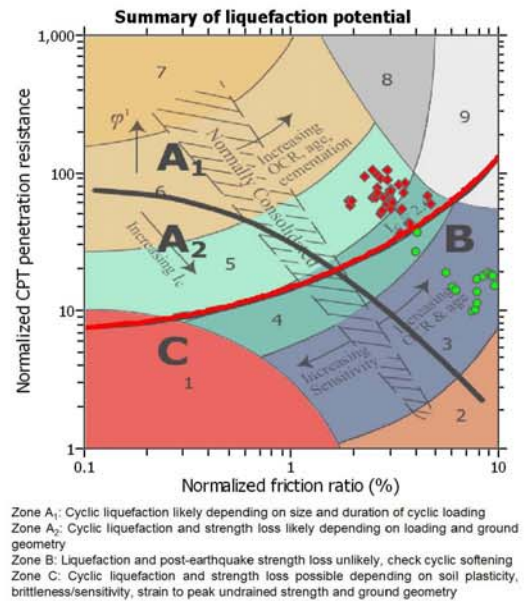 Summary of liquefaction potential
1,000
7
8
9
φ'
A₁
Normally Consolidated
Increasing
OCR, age,
cementation
100
6
A₂
Increasing Ic
5
B
10
4
Increasing
OCR & age
C
Increasing
Sensitivity
3
1
2
1
0.1
1
10
Normalized CPT penetration resistance
Normalized friction ratio (%)
Zone A₁: Cyclic liquefaction likely depending on size and duration of cyclic loading
Zone A₂: Cyclic liquefaction and strength loss likely depending on loading and ground
geometry
Zone B: Liquefaction and post-earthquake strength loss unlikely, check cyclic softening
Zone C: Cyclic liquefaction and strength loss possible depending on soil plasticity,
brittleness/sensitivity, strain to peak undrained strength and ground geometry